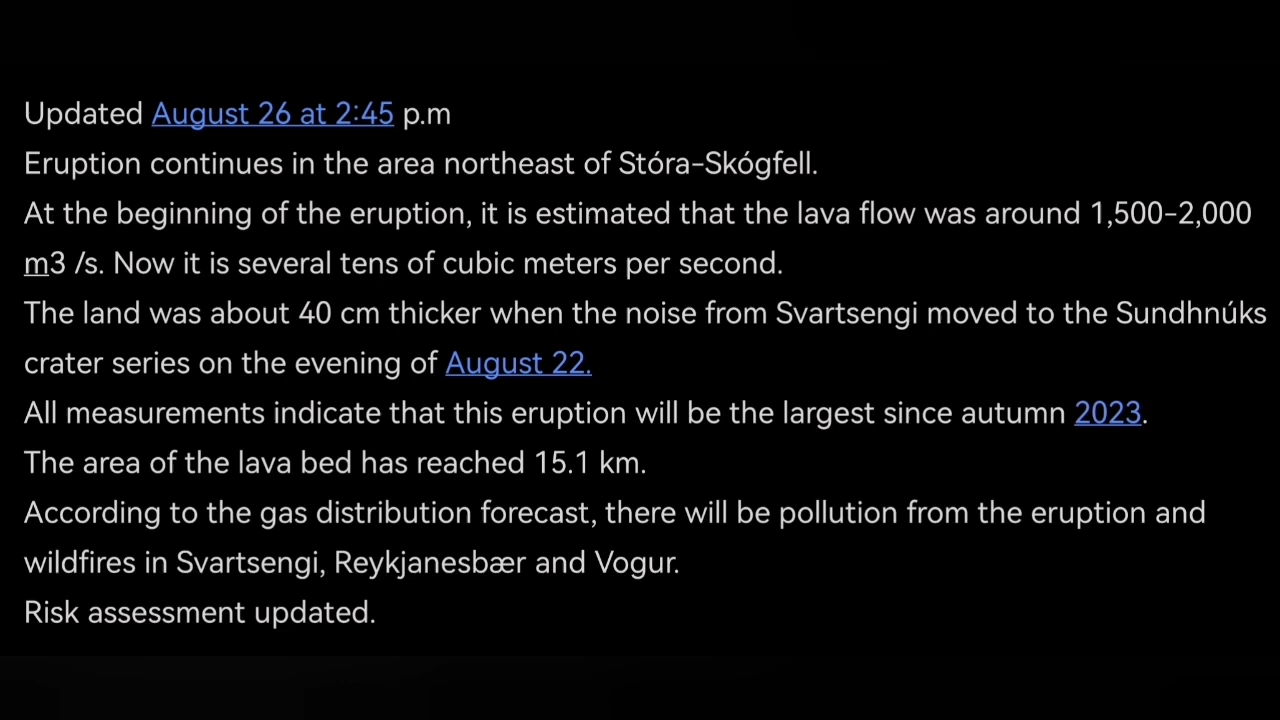 Updated August 26 at 2:45 p.m
Eruption continues in the area northeast of Stóra-Skógfell.
At the beginning of the eruption, it is estimated that the lava flow was around 1,500-2,000
m3 /s. Now it is several tens of cubic meters per second.
The land was about 40 cm thicker when the noise from Svartsengi moved to the Sundhnúks
crater series on the evening of August 22.
All measurements indicate that this eruption will be the largest since autumn 2023.
The area of the lava bed has reached 15.1 km.
According to the gas distribution forecast, there will be pollution from the eruption and
wildfires in Svartsengi, Reykjanesbær and Vogur.
Risk assessment updated.